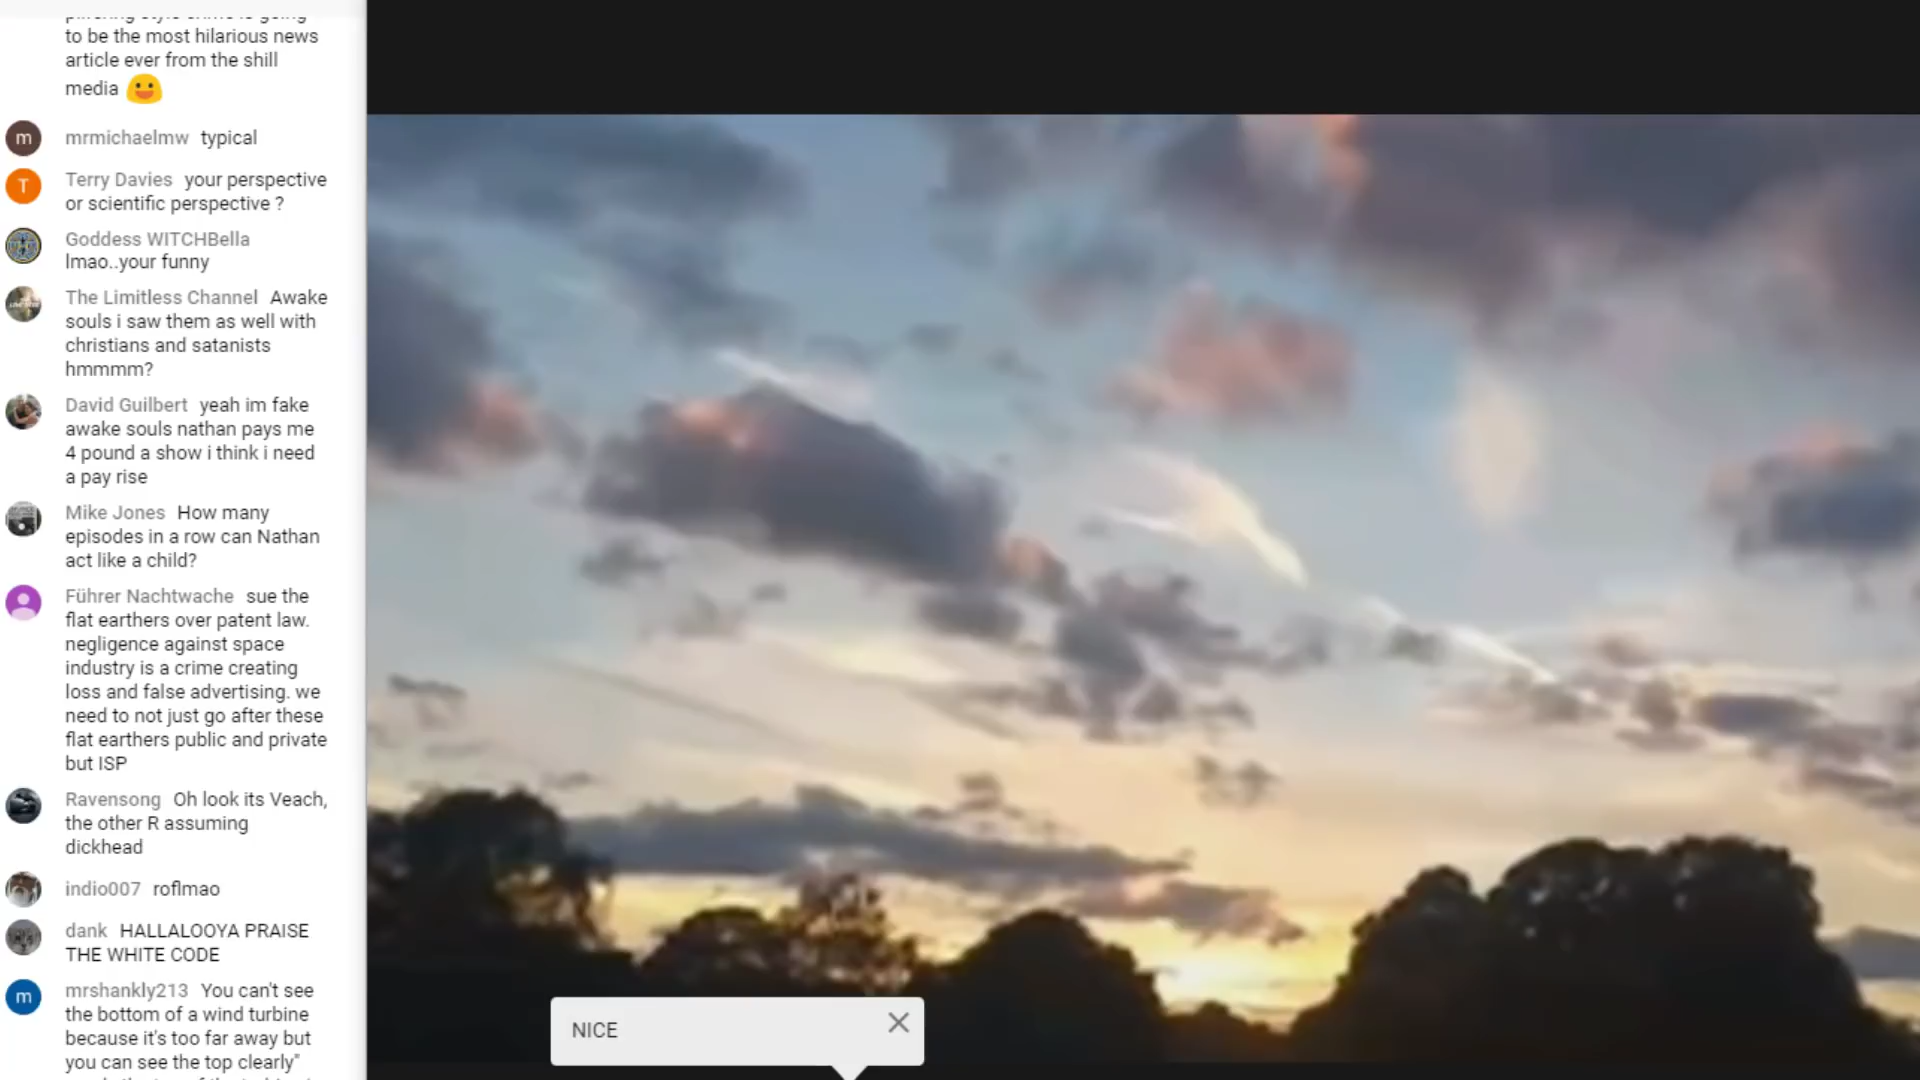 to be the most hilarious news
article ever from the shill
media
m mrmichaelmw typical
T Terry Davies your perspective
or scientific perspective ?
Goddess WITCHBella
lmao..your funny
The Limitless Channel Awake
souls i saw them as well with
christians and satanists
hmmmm?
David Guilbert yeah im fake
awake souls nathan pays me
4 pound a show i think i need
a pay rise
Mike Jones How many
episodes in a row can Nathan
act like a child?
Führer Nachtwache sue the
flat earthers over patent law.
negligence against space
industry is a crime creating
loss and false advertising. we
need to not just go after these
flat earthers public and private
but ISP
Ravensong Oh look its Veach,
the other R assuming
dickhead
indio007 roflmao
dank HALLALOOYA PRAISE
THE WHITE CODE
m mrshankly213 You can't see
the bottom of a wind turbine
because it's too far away but
you can see the top clearly"
NICE